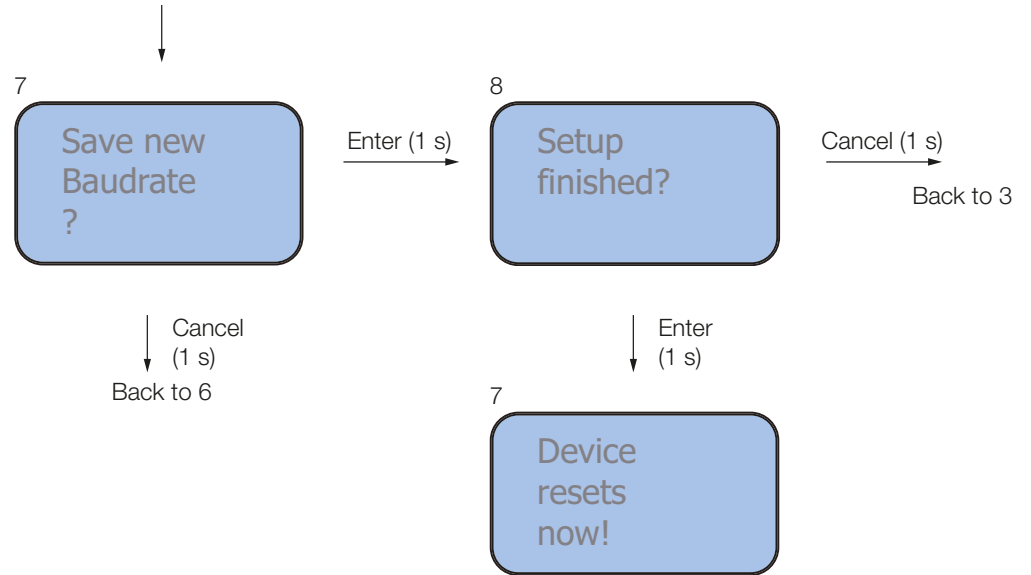 7
Save new
Baudrate
?
Enter (1 s)
8
Setup
finished?
Cancel (1 s)
Back to 3
Cancel
(1 s)
Back to 6
Enter
(1 s)
7
Device
resets
now!